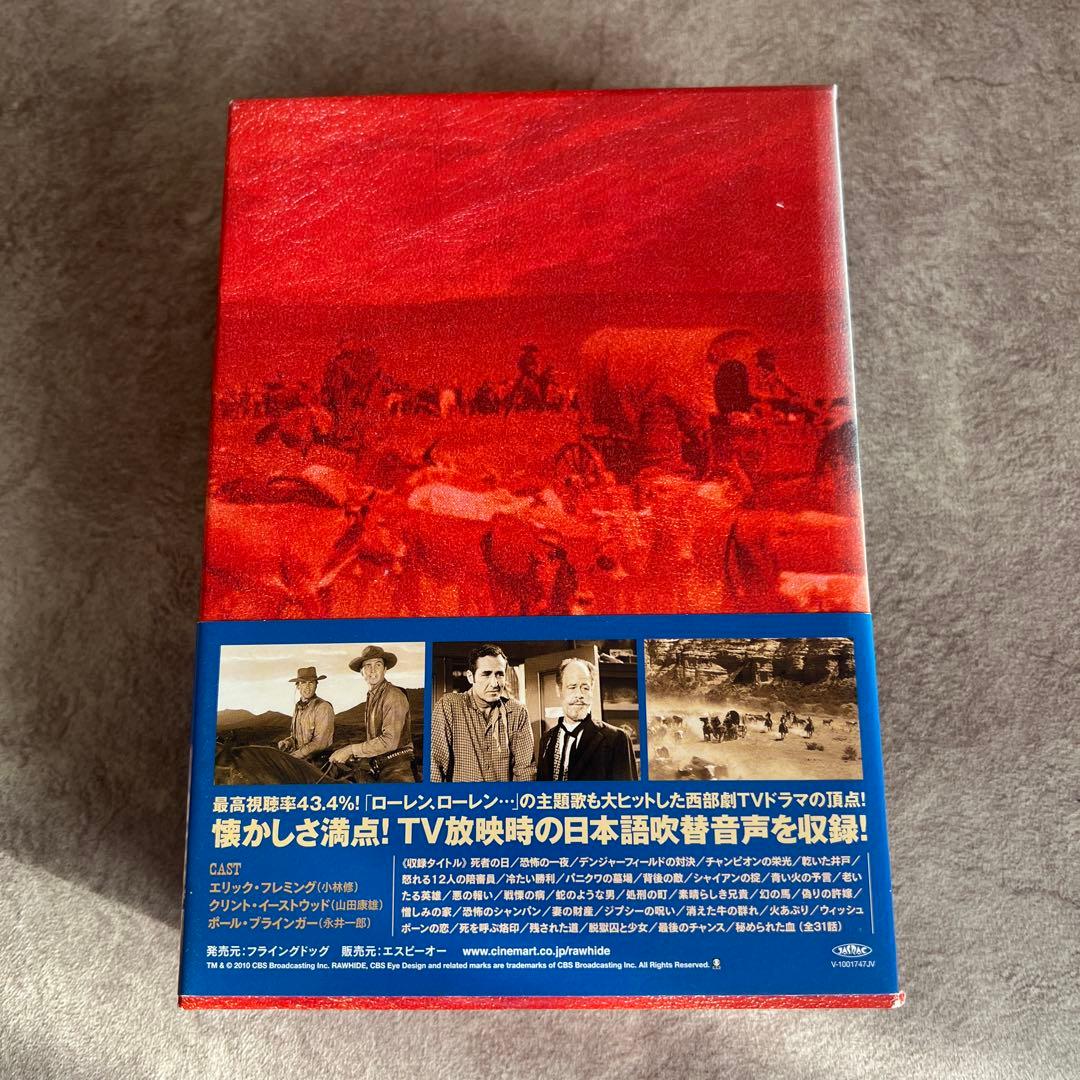 最高視聴率43.4%!「ローレン、ローレン…」の主題歌も大ヒットした西部劇TVドラマの頂点!
懐かしさ満点! TV放映時の日本語吹替音声を収録!
CAST
エリック・フレミング(小林修)
クリント・イーストウッド(山田康雄)
ポール・ブラインガー(永井一郎)
《収録タイトル》死者の日/恐怖の一夜/デンジャーフィールドの対決/チャンピオンの栄光/乾いた井戸/
怒れる12人の陪審員/冷たい勝利/パニクワの墓場/背後の敵/シャイアンの掟/青い火の予言/老い
たる英雄/悪の報い/戦慄の病/蛇のような男/処刑の町/素晴らしき兄貴/幻の馬/偽りの許嫁/
憎しみの家/恐怖のシャンバン/妻の財産/ジプシーの呪い/消えた牛の群れ/火あぶり/ウィッシュ
ボーンの恋/死を呼ぶ烙印/残された道/脱獄囚と少女/最後のチャンス/秘められた血(全31話)
発売元:フライングドッグ 販売元:エスピーオー www.cinemart.co.jp/rawhide
TM & © 2010 CBS Broadcasting Inc. RAWHIDE, CBS Eye Design and related marks are trademarks of CBS Broadcasting Inc. All Rights Reserved.
V-1001747JV